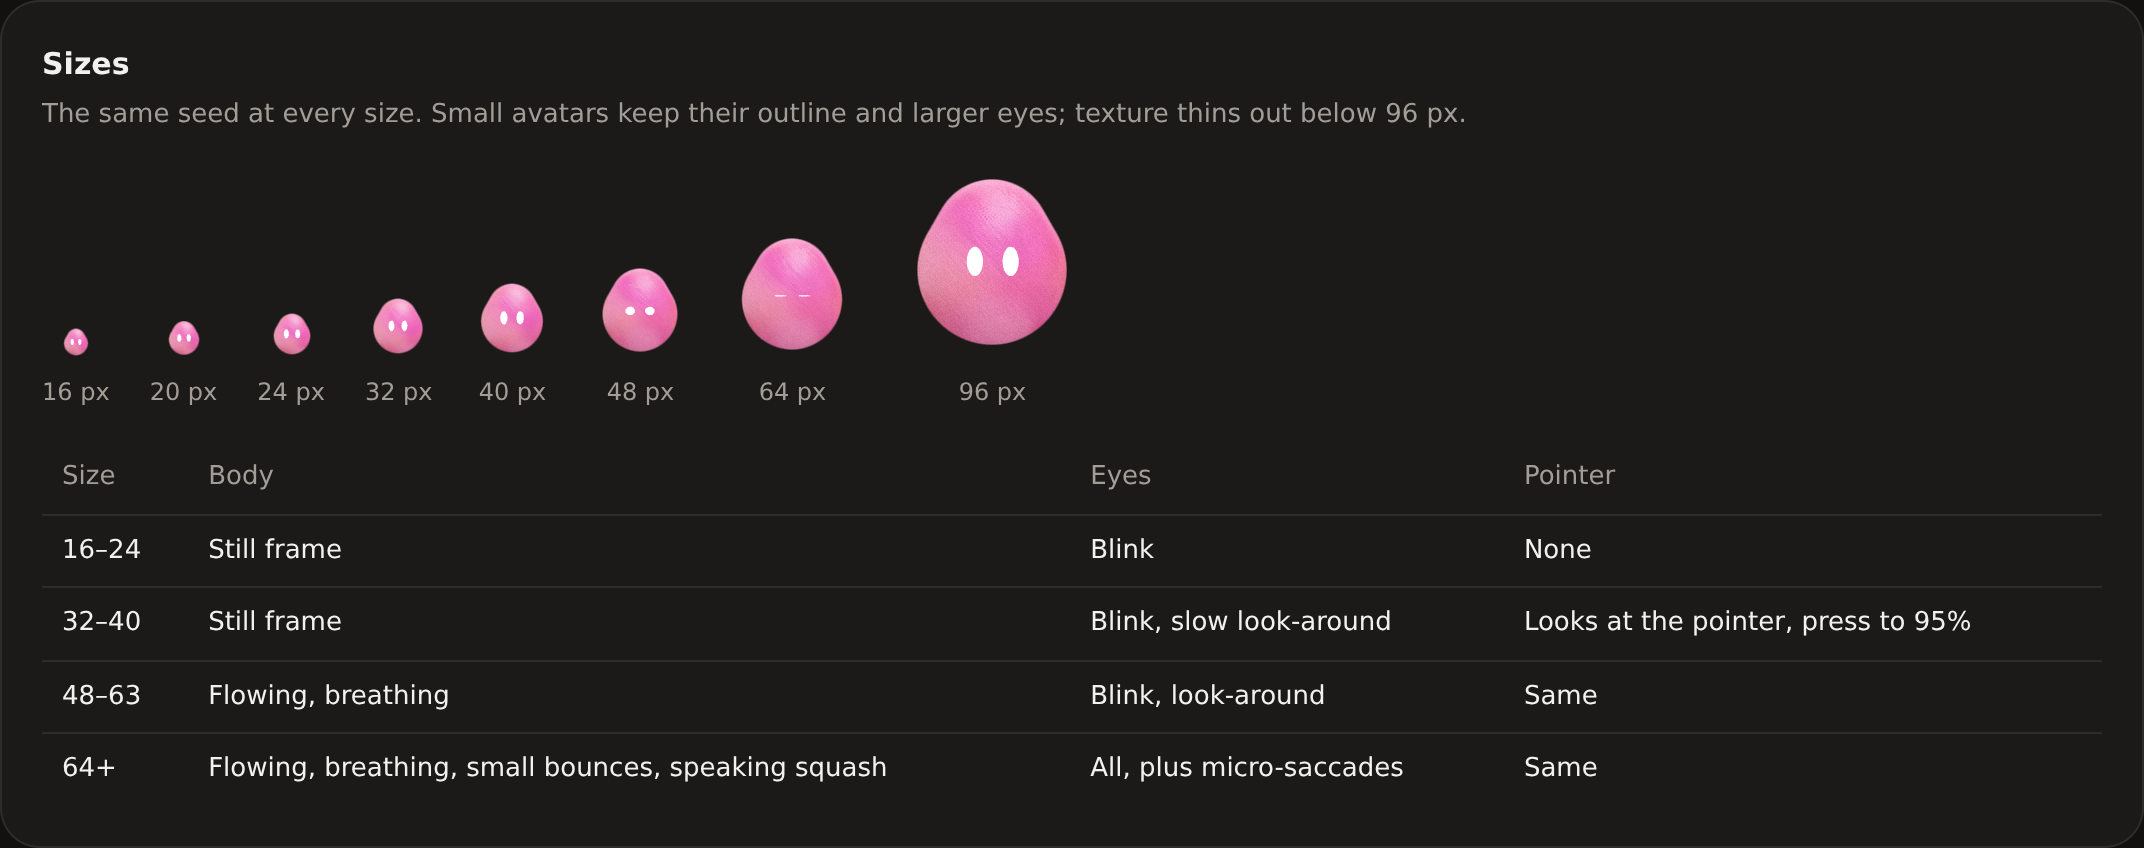 Sizes
The same seed at every size. Small avatars keep their outline and larger eyes; texture thins out below 96 px.
16 px 20 px 24 px 32 px 40 px 48 px 64 px 96 px
Size Body Eyes Pointer
16–24 Still frame Blink None
32–40 Still frame Blink, slow look-around Looks at the pointer, press to 95%
48–63 Flowing, breathing Blink, look-around Same
64+ Flowing, breathing, small bounces, speaking squash All, plus micro-saccades Same